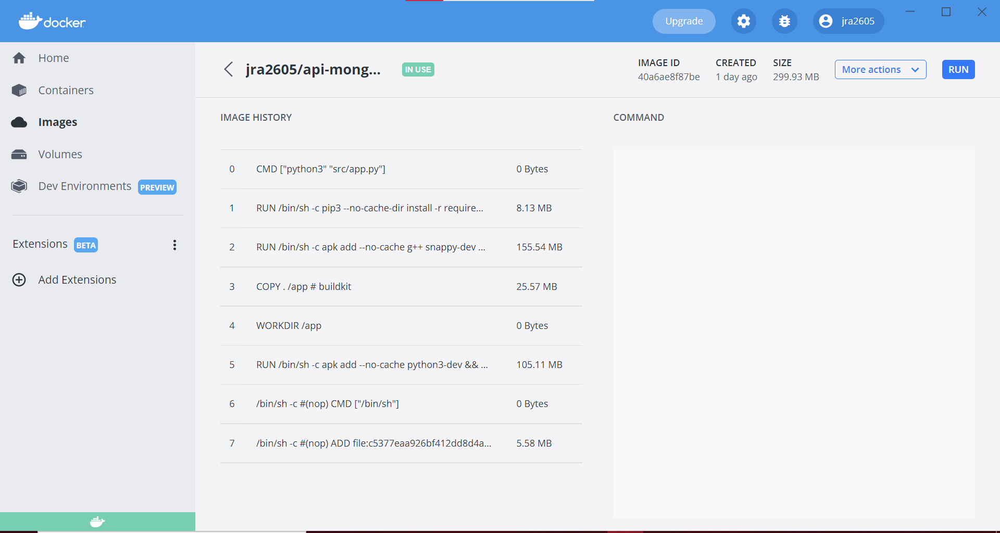 docker
Upgrade
jra2605
Home
Containers
Images
Volumes
Dev Environments PREVIEW
Extensions BETA
Add Extensions
jra2605/api-mong...
IN USE
IMAGE ID
40a6ae8f87be
CREATED
1 day ago
SIZE
299.93 MB
More actions
RUN
IMAGE HISTORY
0 CMD ["python3" "src/app.py"] 0 Bytes
1 RUN /bin/sh -c pip3 --no-cache-dir install -r require... 8.13 MB
2 RUN /bin/sh -c apk add --no-cache g++ snappy-dev ... 155.54 MB
3 COPY . /app # buildkit 25.57 MB
4 WORKDIR /app 0 Bytes
5 RUN /bin/sh -c apk add --no-cache python3-dev && ... 105.11 MB
6 /bin/sh -c #(nop) CMD ["/bin/sh"] 0 Bytes
7 /bin/sh -c #(nop) ADD file:c5377eaa926bf412dd8d4a... 5.58 MB
COMMAND